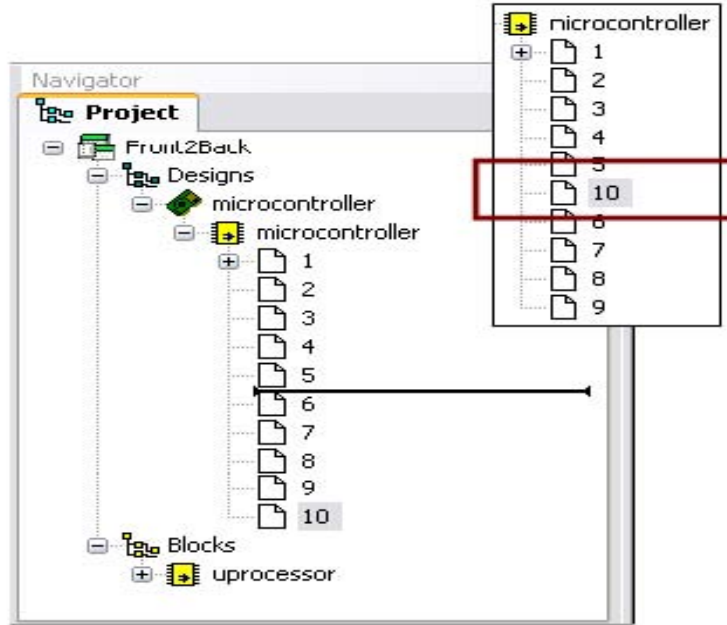 Navigator
Project
Front2Back
Designs
microcontroller
microcontroller
1
2
3
4
5
6
7
8
9
10
Blocks
uprocessor
microcontroller
1
2
3
4
5
10
6
7
8
9